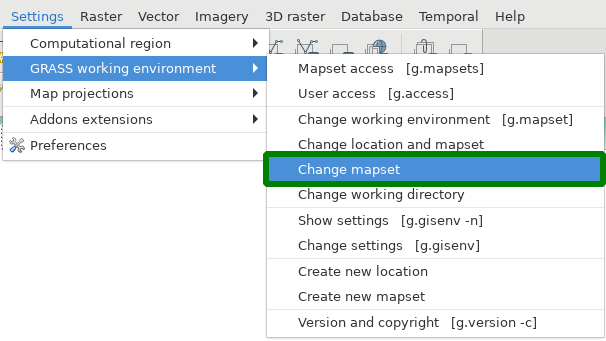 Settings Raster Vector Imagery 3D raster Database Temporal Help
Computational region
GRASS working environment
Map projections
Addons extensions
Preferences
Mapset access [g.mapsets]
User access [g.access]
Change working environment [g.mapset]
Change location and mapset
Change mapset
Change working directory
Show settings [g.gisenv -n]
Change settings [g.gisenv]
Create new location
Create new mapset
Version and copyright [g.version -c]